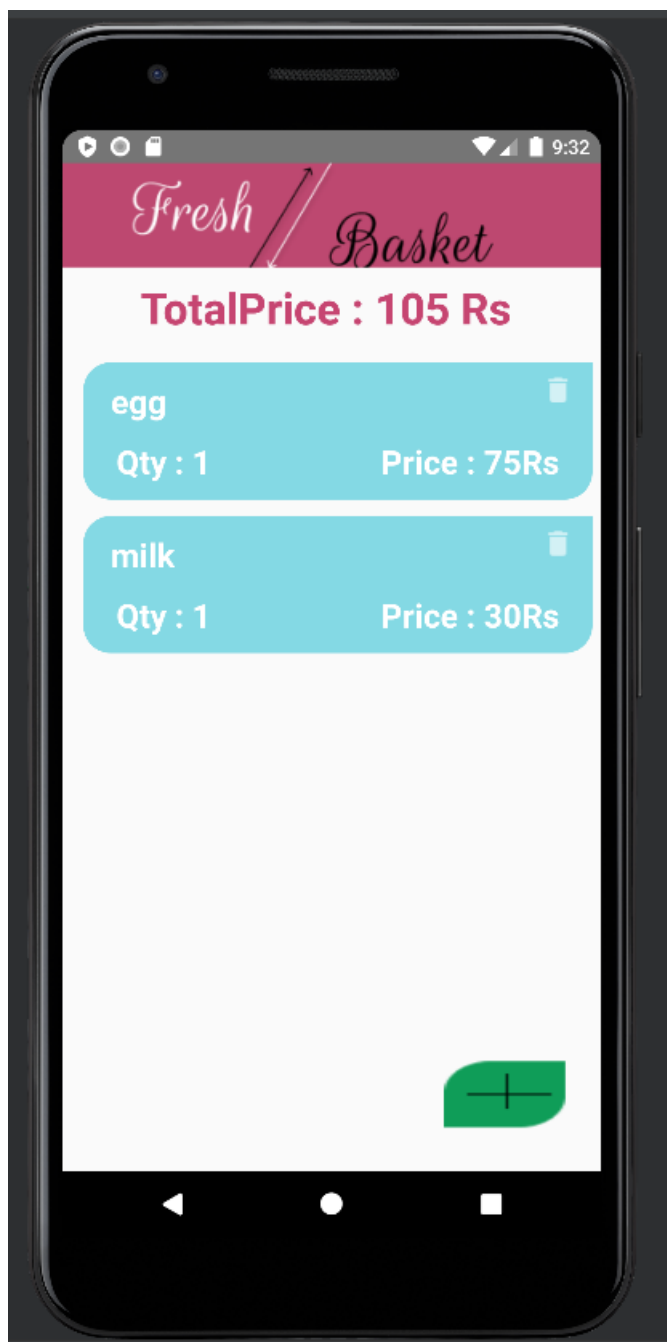 9:32
Fresh
Basket
TotalPrice : 105 Rs
egg
Qty : 1 Price : 75Rs
milk
Qty : 1 Price : 30Rs